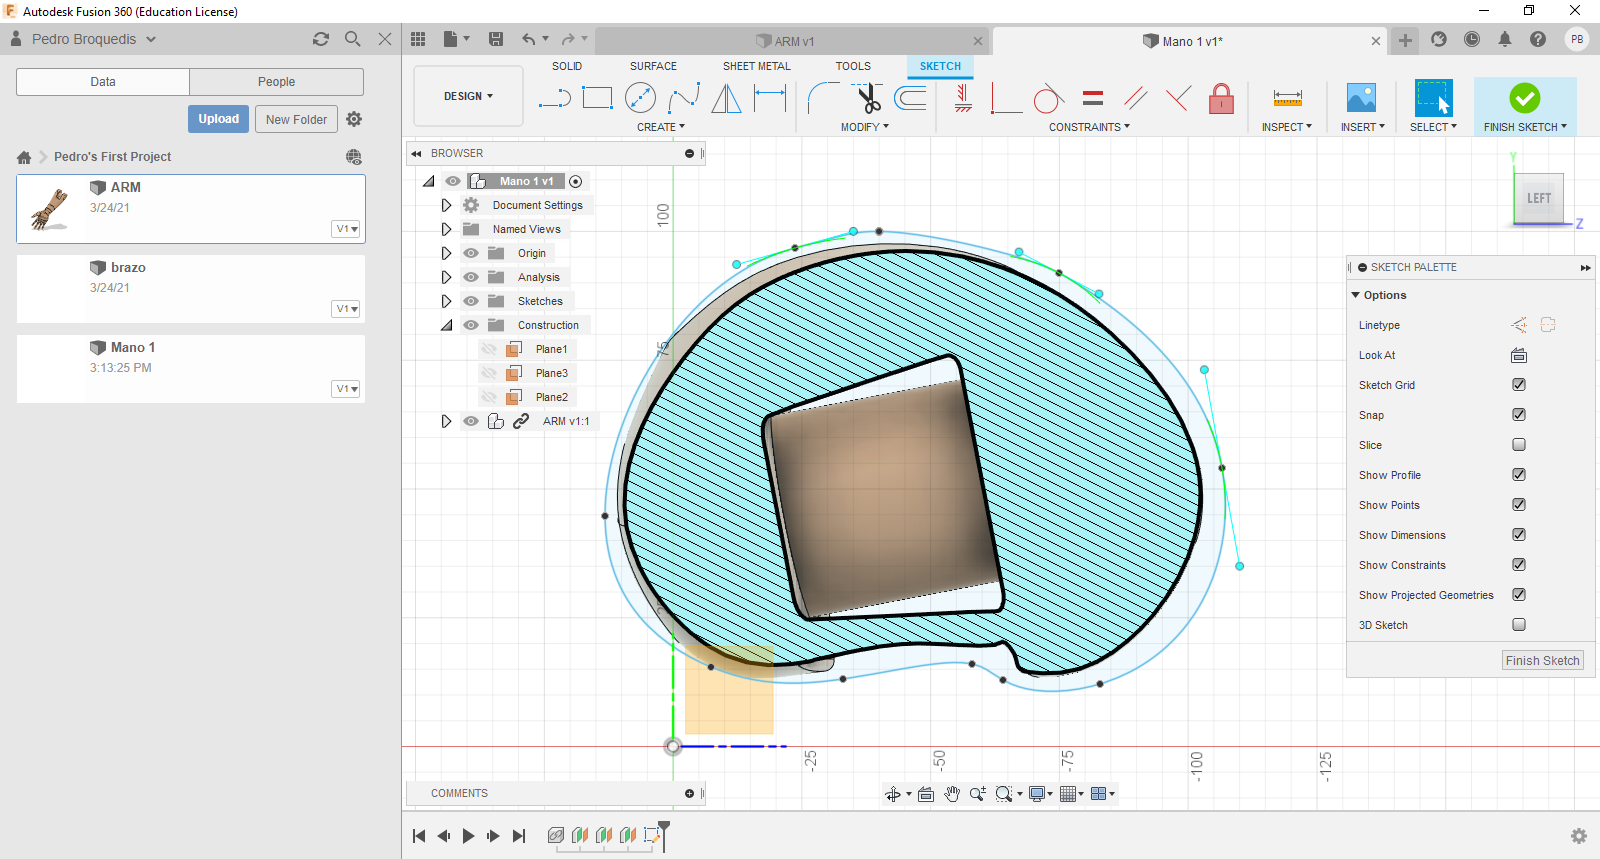 Autodesk Fusion 360 (Education License)
Pedro Broquedis
ARM v1
Mano 1 v1*
PB
Data
People
Upload
New Folder
Pedro's First Project
ARM
3/24/21
V1
brazo
3/24/21
V1
Mano 1
3:13:25 PM
V1
SOLID
SURFACE
SHEET METAL
TOOLS
SKETCH
DESIGN
CREATE
MODIFY
CONSTRAINTS
INSPECT
INSERT
SELECT
FINISH SKETCH
BROWSER
Mano 1 v1
Document Settings
Named Views
Origin
Analysis
Sketches
Construction
Plane1
Plane3
Plane2
ARM v1:1
100
75
-25
-50
-75
-100
-125
Y
LEFT
Z
SKETCH PALETTE
Options
Linetype
Look At
Sketch Grid
Snap
Slice
Show Profile
Show Points
Show Dimensions
Show Constraints
Show Projected Geometries
3D Sketch
Finish Sketch
COMMENTS